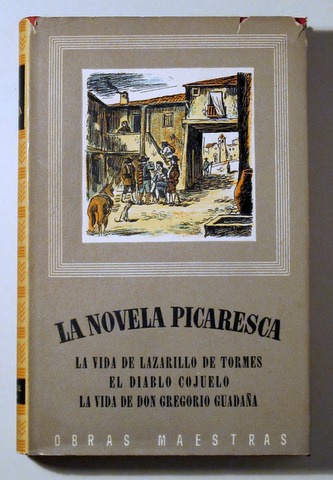 LA NOVELA PICARESCA
LA VIDA DE LAZARILLO DE TORMES
EL DIABLO COJUELO
LA VIDA DE DON GREGORIO GUADAÑA
OBRAS MAESTRAS